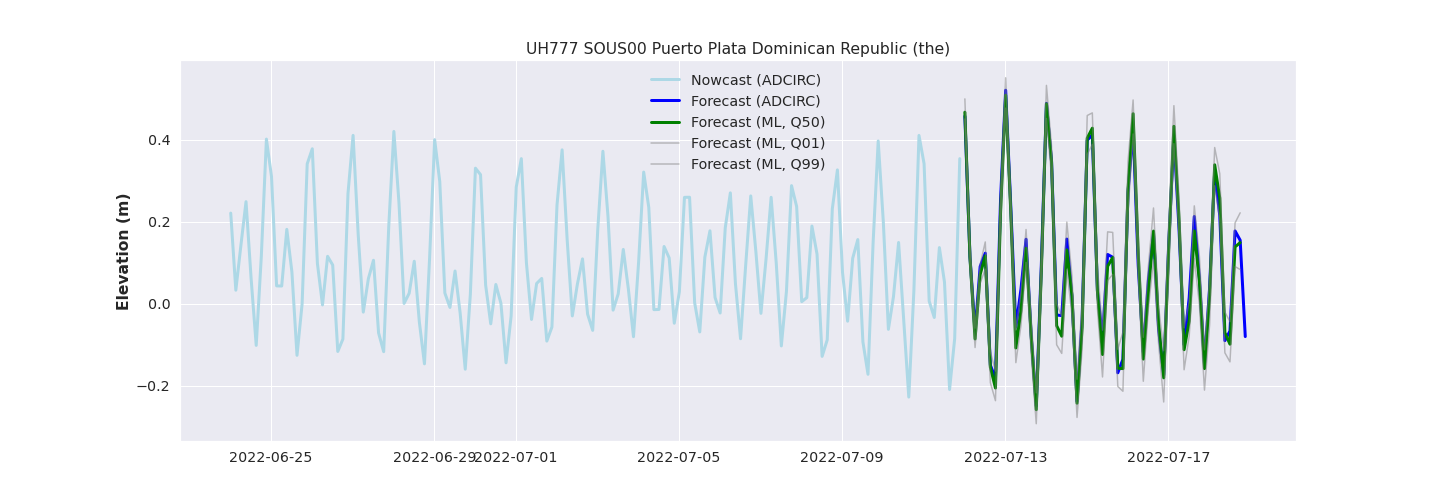 UH777 SOUS00 Puerto Plata Dominican Republic (the)
Nowcast (ADCIRC)
Forecast (ADCIRC)
Forecast (ML, Q50)
Forecast (ML, Q01)
Forecast (ML, Q99)
Elevation (m)
0.4
0.2
0.0
−0.2
2022-06-25 2022-06-29 2022-07-01 2022-07-05 2022-07-09 2022-07-13 2022-07-17